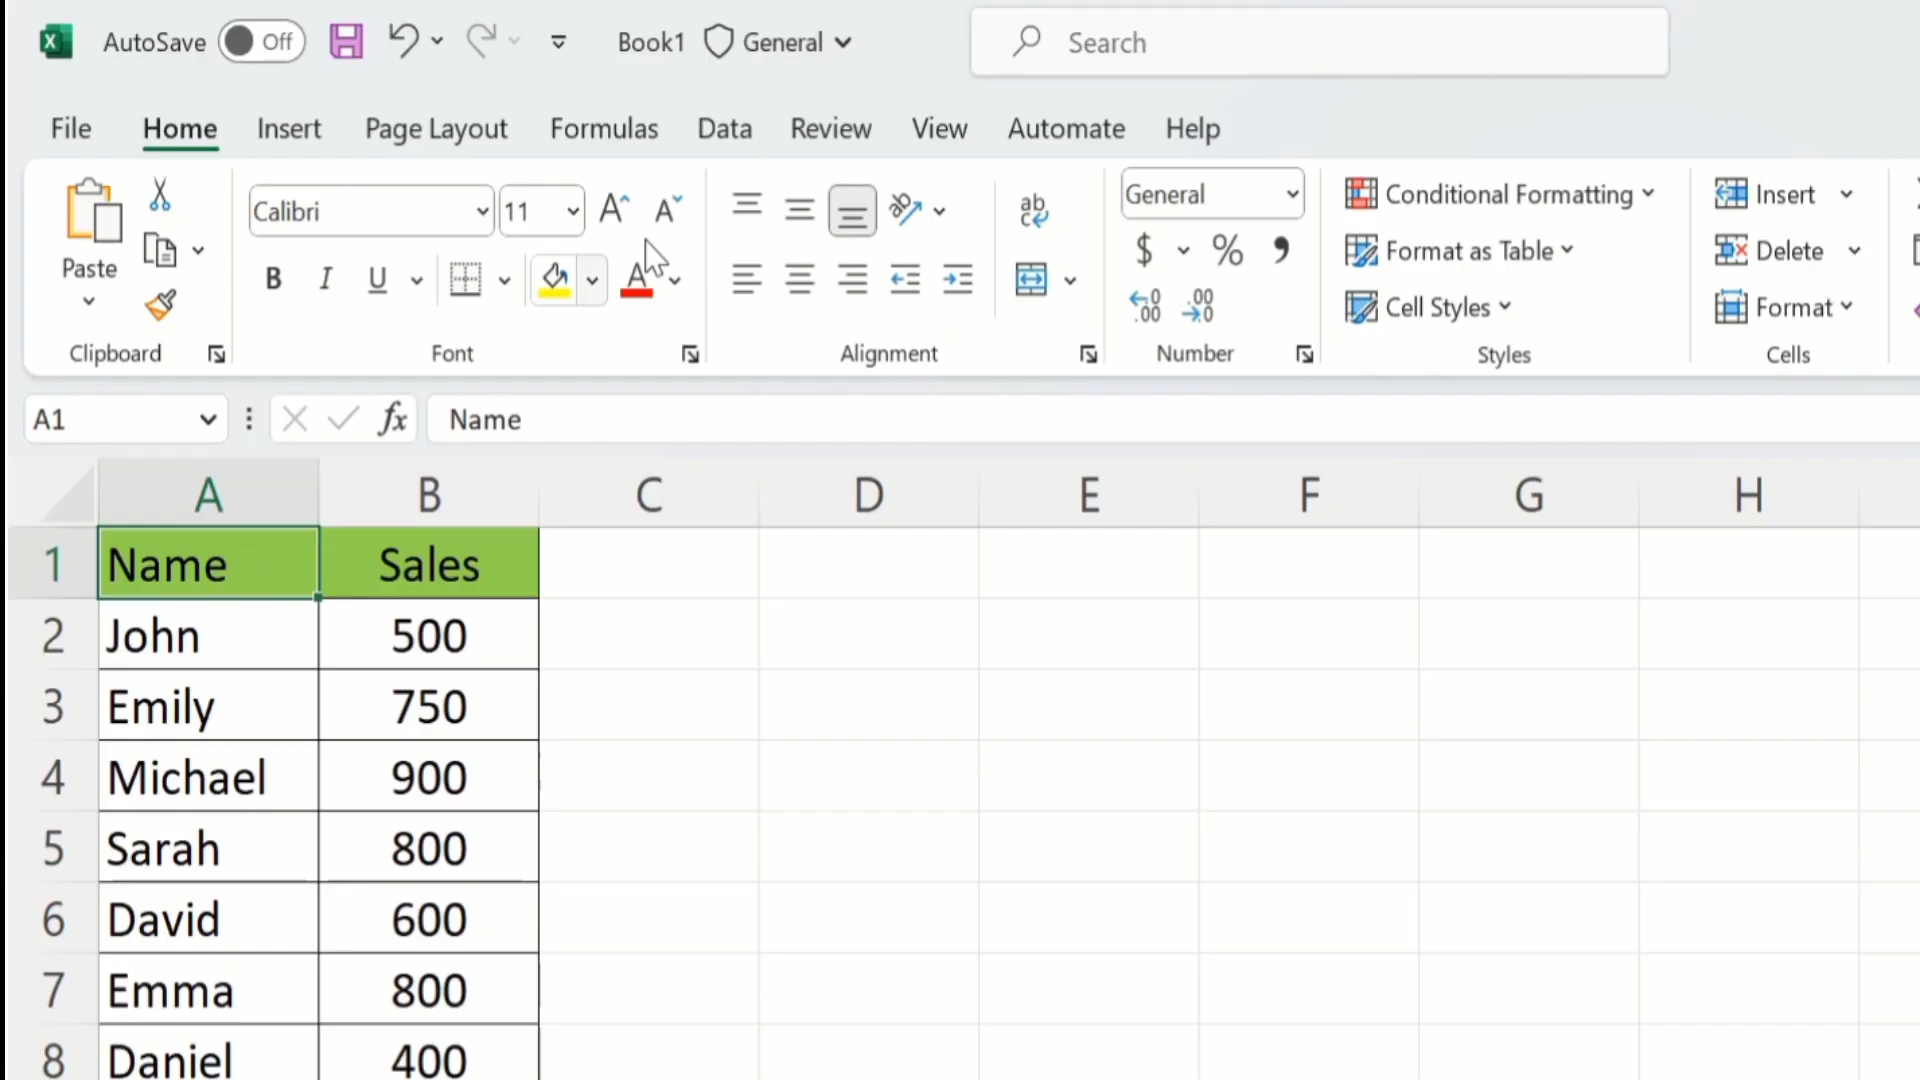 AutoSave Off Book1 General Search
File Home Insert Page Layout Formulas Data Review View Automate Help
Paste Calibri 11 General Conditional Formatting Insert
B I U $ % Format as Table Delete
Cell Styles Format
Clipboard Font Alignment Number Styles Cells
A1 fx Name
A B C D E F G H
1 Name Sales
2 John 500
3 Emily 750
4 Michael 900
5 Sarah 800
6 David 600
7 Emma 800
8 Daniel 400